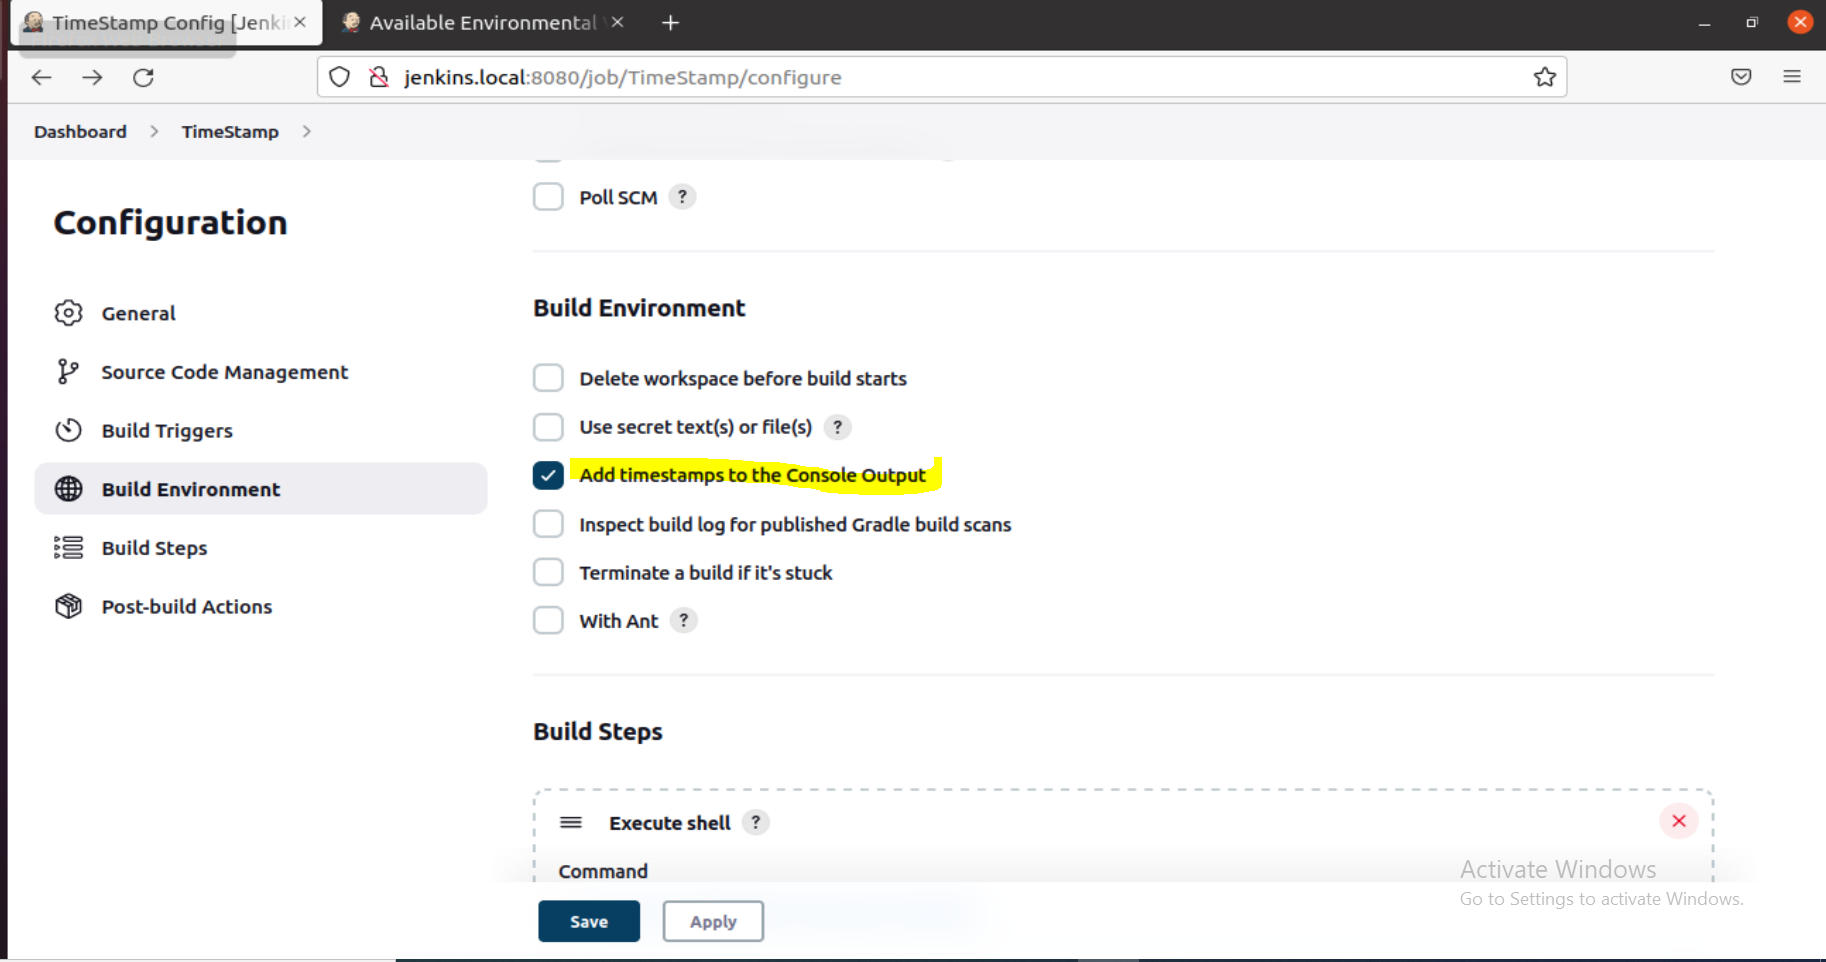 TimeStamp Config [Jenki
Available Environmental
jenkins.local:8080/job/TimeStamp/configure
Dashboard > TimeStamp >
Configuration
General
Source Code Management
Build Triggers
Build Environment
Build Steps
Post-build Actions
Poll SCM ?
Build Environment
Delete workspace before build starts
Use secret text(s) or file(s) ?
Add timestamps to the Console Output
Inspect build log for published Gradle build scans
Terminate a build if it's stuck
With Ant ?
Build Steps
Execute shell ?
Command
Save
Apply
Activate Windows
Go to Settings to activate Windows.